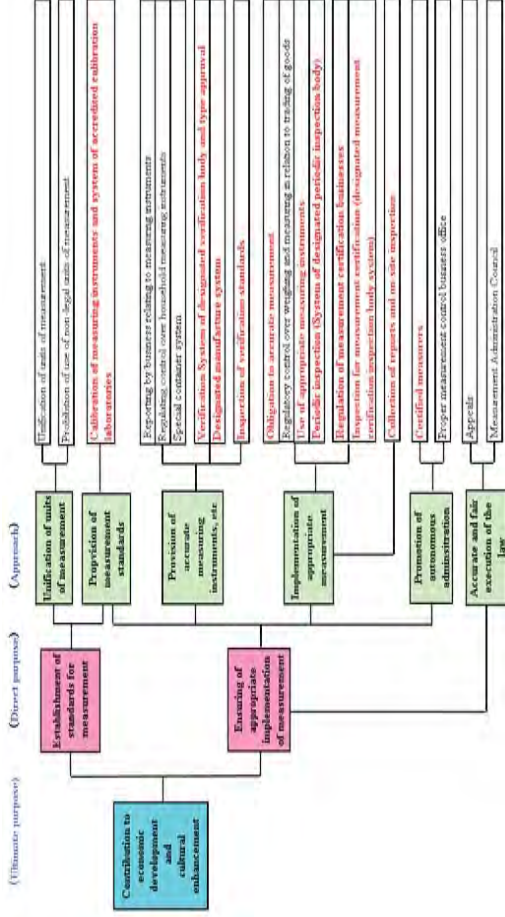 (Ultimate purpose)
(Direct purpose)
(Approach)
Contribution to
economic
development
and
cultural
enhancement
Establishment of
standards for
measurement
Ensuring of
appropriate
implementation
of measurement
Unification of units
of measurement
Propvision of
measurement
standards
Provision of
accurate
measuring
instruments, etc
Implementation of
appropriate
measurement
Promotion of
autonomous
adminsitration
Accurate and fair
execution of the
law
Unification of units of measurement
Prohibition of use of non-legal units of measurement
Calibration of measuring instruments and system of accredited calibration
laboratories
Reporting by business relating to measuring instruments
Regulating control over household measuring instruments
Special container system
Verification System of designated verification body and type approval
Designated manufacture system
Inspection of verification standards
Obligation to accurate measurement
Regulatory control over weighing and measuring in relation to trading of goods
Use of appropriate measuring instruments
Periodic inspection (System of designated periodic inspection body)
Regulation of measurement certification businesses
Inspection for measurement certification (designated measurement
certification inspection body system)
Collection of reports and on-site inspection
Certified measurers
Proper measurement control business office
Appeals
Measurement Administration Council